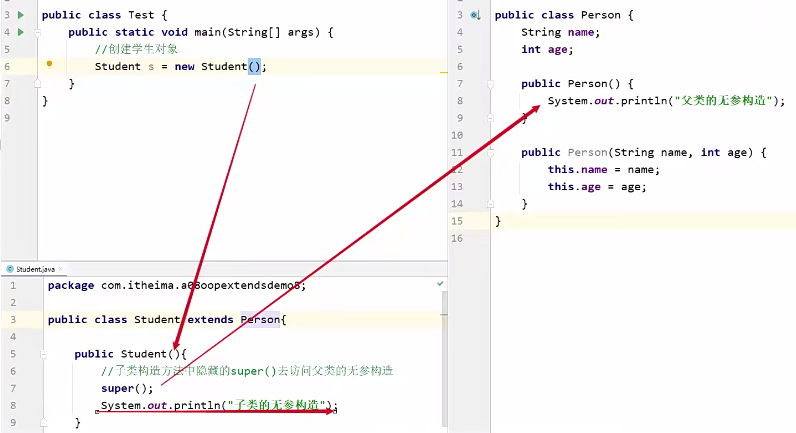 public class Test {
public static void main(String[] args) {
//创建学生对象
Student s = new Student();
}
}
3
4
5
6
7
8
9
Student.java
package com.itheima.a08oopextendsdemo8;
public class Student extends Person{
public Student(){
//子类构造方法中隐藏的super()去访问父类的无参构造
super();
System.out.println("子类的无参构造");
}
1
2
3
4
5
6
7
8
9
public class Person {
String name;
int age;
public Person() {
System.out.println("父类的无参构造");
}
public Person(String name, int age) {
this.name = name;
this.age = age;
}
}
3
4
5
6
7
8
9
10
11
12
13
14
15
16